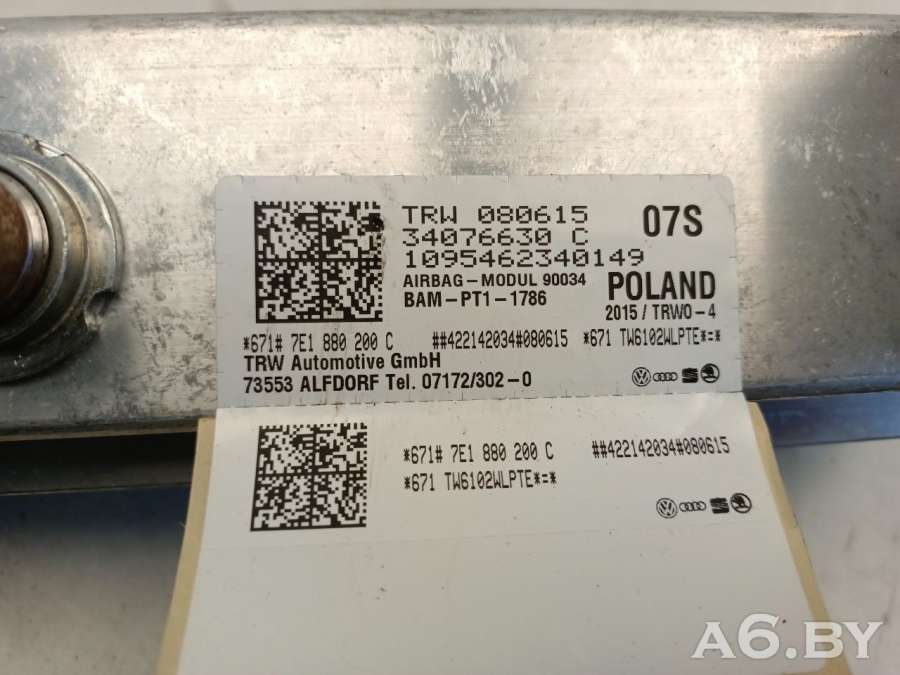 TRW 080615
07S
34076630 C
1095462340149
AIRBAG-MODUL 90034
POLAND
BAM-PT1-1786
2015 / TRWO-4
*671# 7E1 880 200 C ##422142034#080615 *671 TW6102WLPTE*=*
TRW Automotive GmbH
73553 ALFDORF Tel. 07172/302-0
*671# 7E1 880 200 C ##422142034#080615
*671 TW6102WLPTE*=*
A6.BY